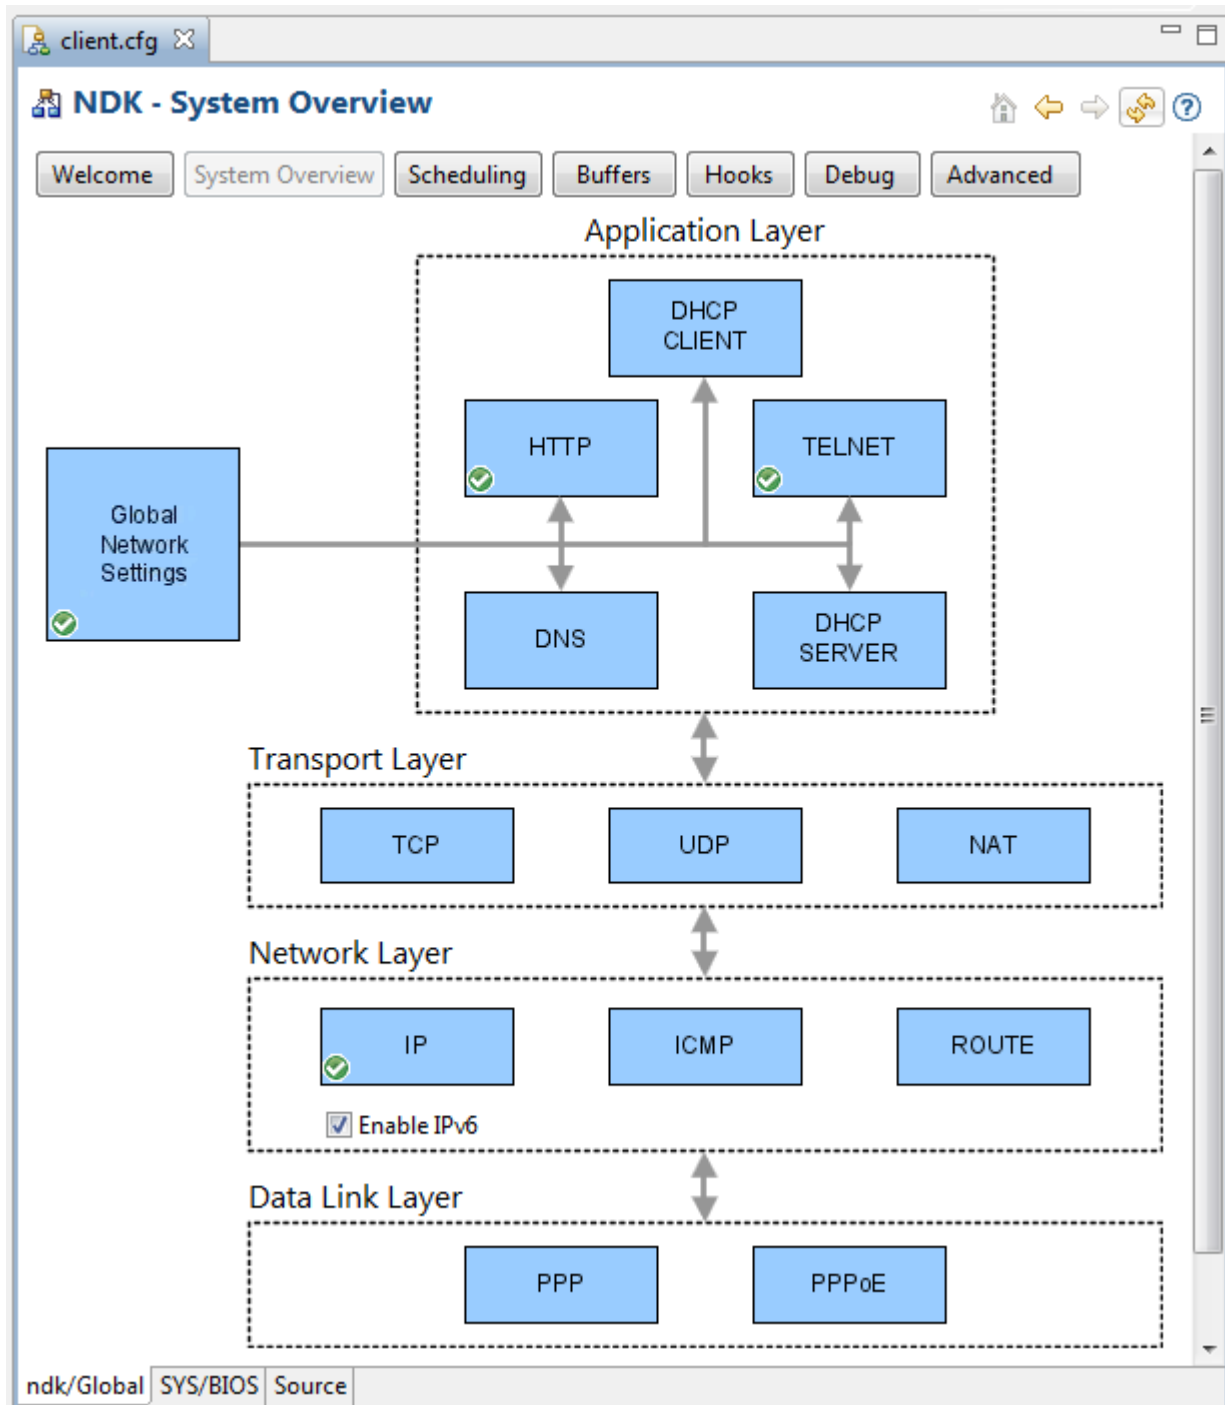 client.cfg
NDK - System Overview
Welcome System Overview Scheduling Buffers Hooks Debug Advanced
Application Layer
DHCP
CLIENT
HTTP
TELNET
Global
Network
Settings
DNS
DHCP
SERVER
Transport Layer
TCP
UDP
NAT
Network Layer
IP
ICMP
ROUTE
Enable IPv6
Data Link Layer
PPP
PPPoE
ndk/Global SYS/BIOS Source